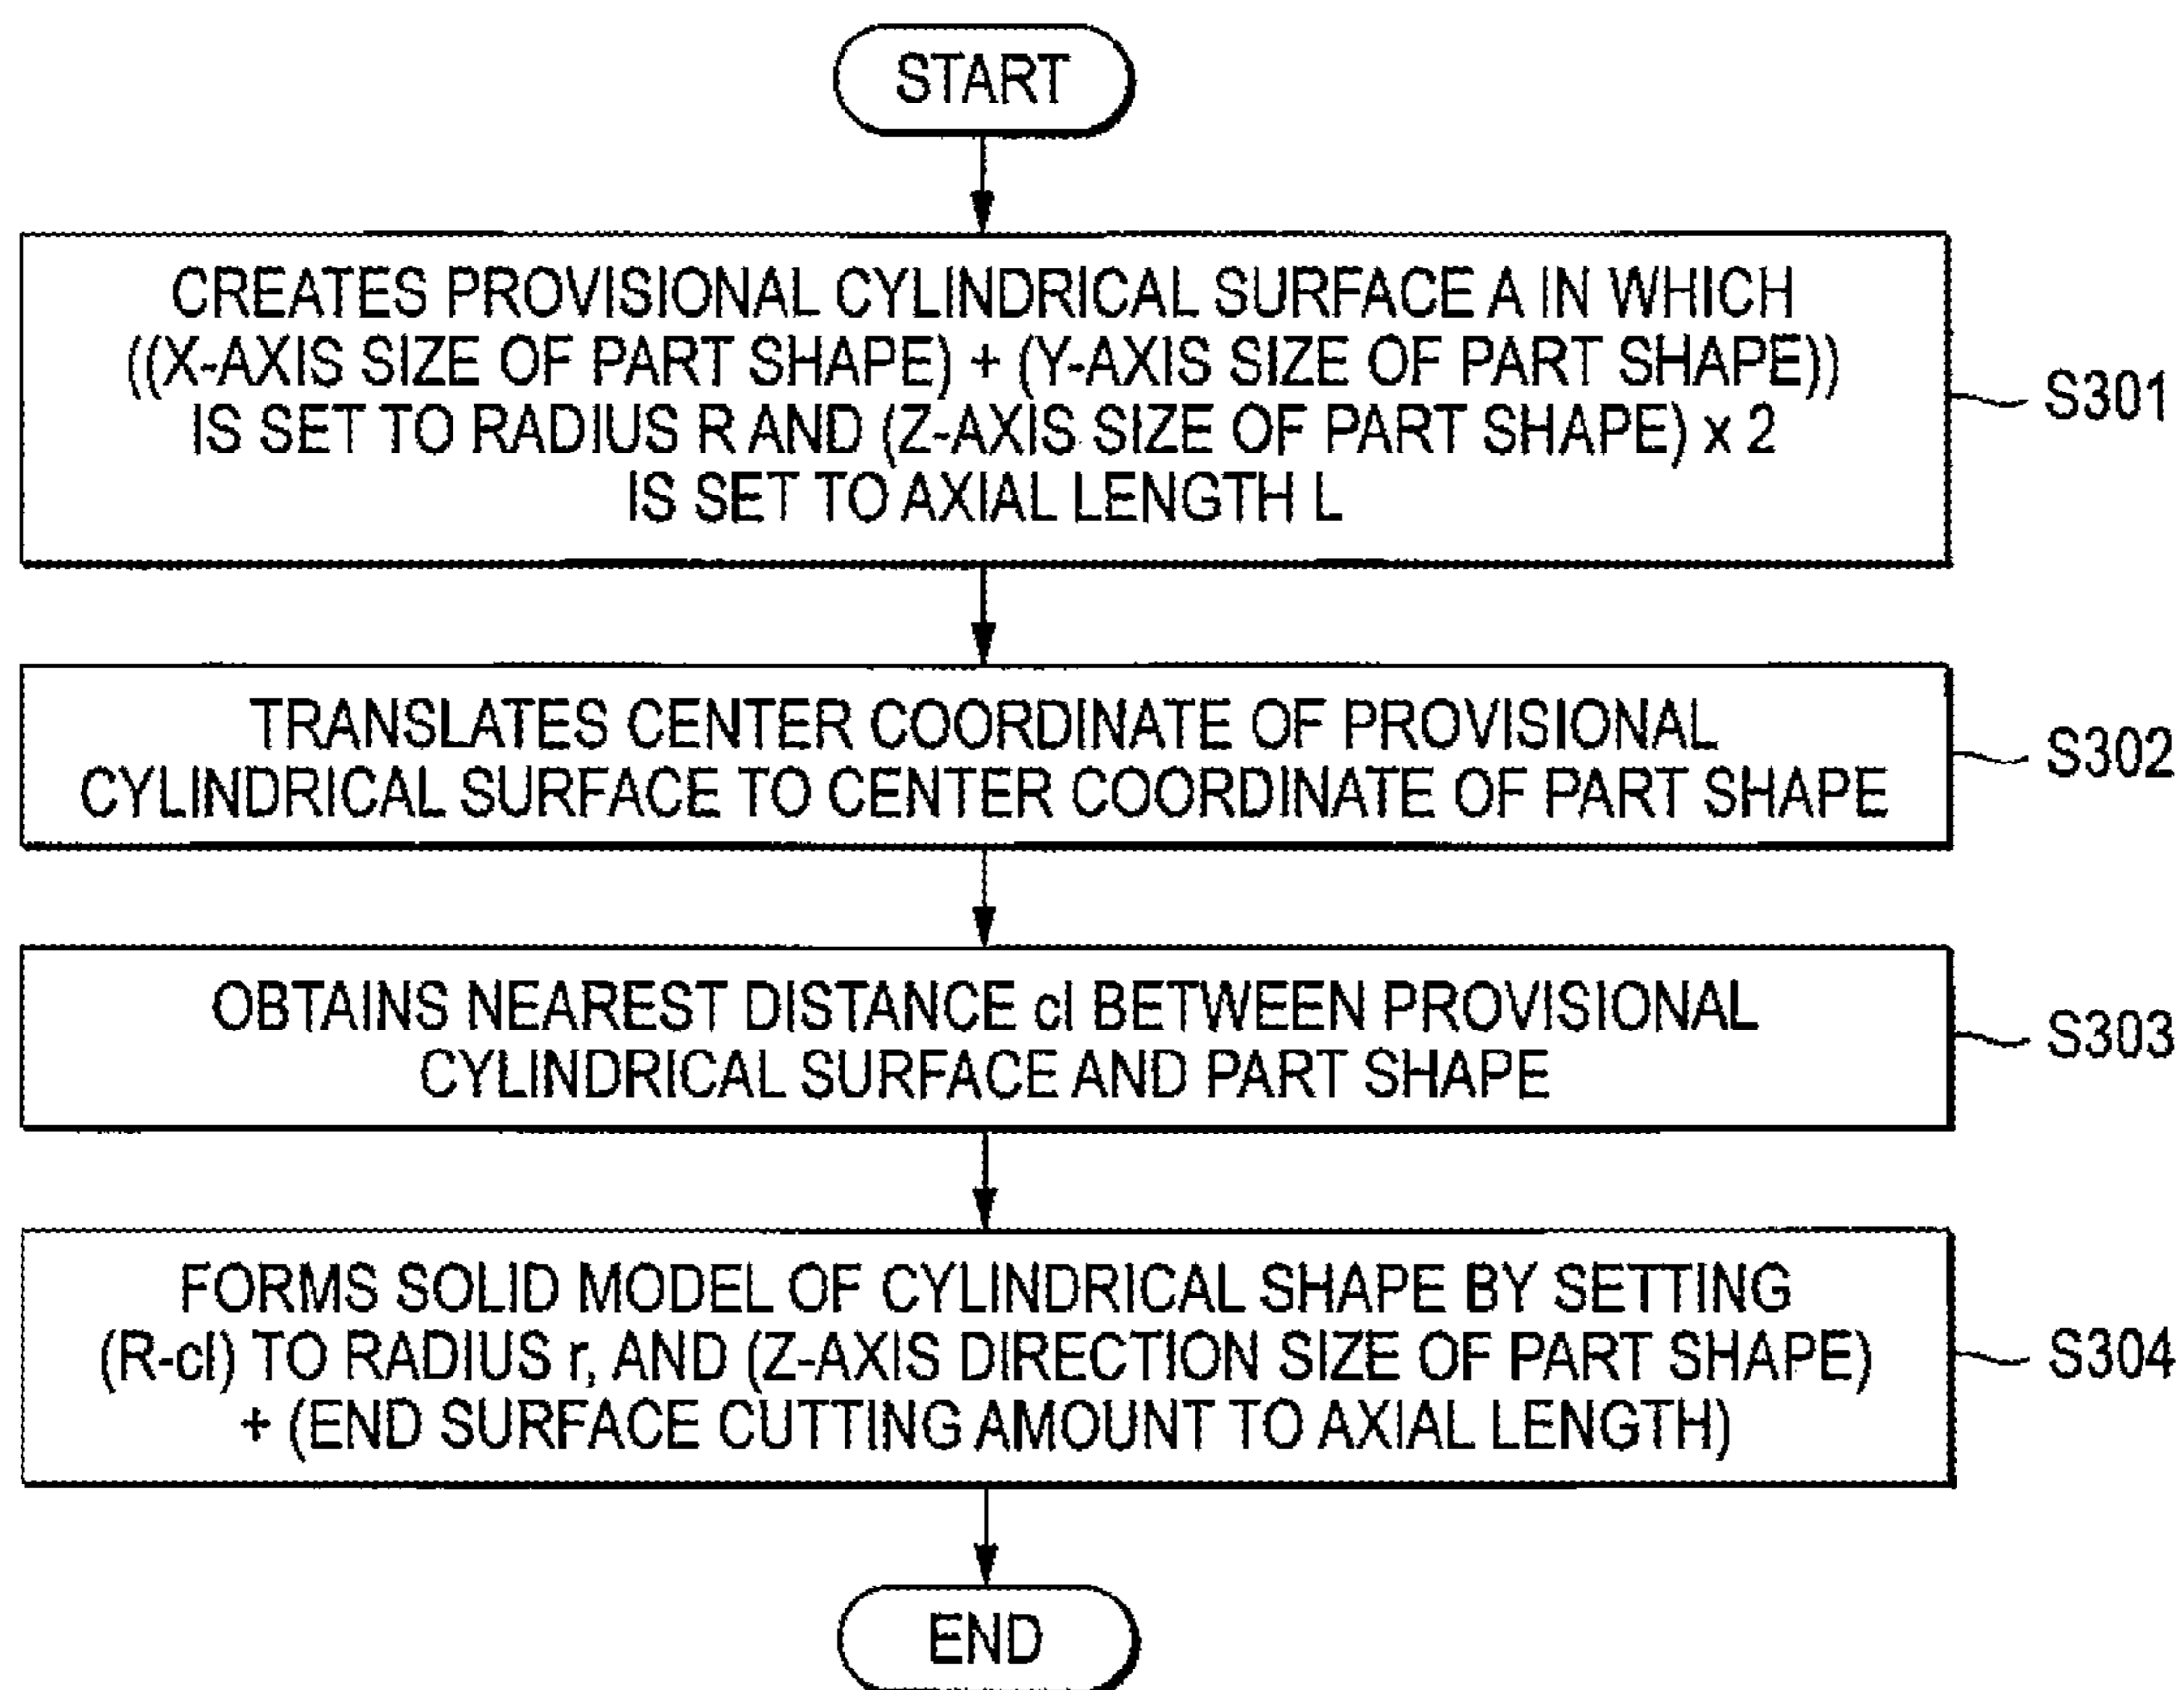 START
CREATES PROVISIONAL CYLINDRICAL SURFACE A IN WHICH
((X-AXIS SIZE OF PART SHAPE) + (Y-AXIS SIZE OF PART SHAPE))
IS SET TO RADIUS R AND (Z-AXIS SIZE OF PART SHAPE) x 2
IS SET TO AXIAL LENGTH L
S301
TRANSLATES CENTER COORDINATE OF PROVISIONAL
CYLINDRICAL SURFACE TO CENTER COORDINATE OF PART SHAPE
S302
OBTAINS NEAREST DISTANCE cl BETWEEN PROVISIONAL
CYLINDRICAL SURFACE AND PART SHAPE
S303
FORMS SOLID MODEL OF CYLINDRICAL SHAPE BY SETTING
(R-cl) TO RADIUS r, AND (Z-AXIS DIRECTION SIZE OF PART SHAPE)
+ (END SURFACE CUTTING AMOUNT TO AXIAL LENGTH)
S304
END